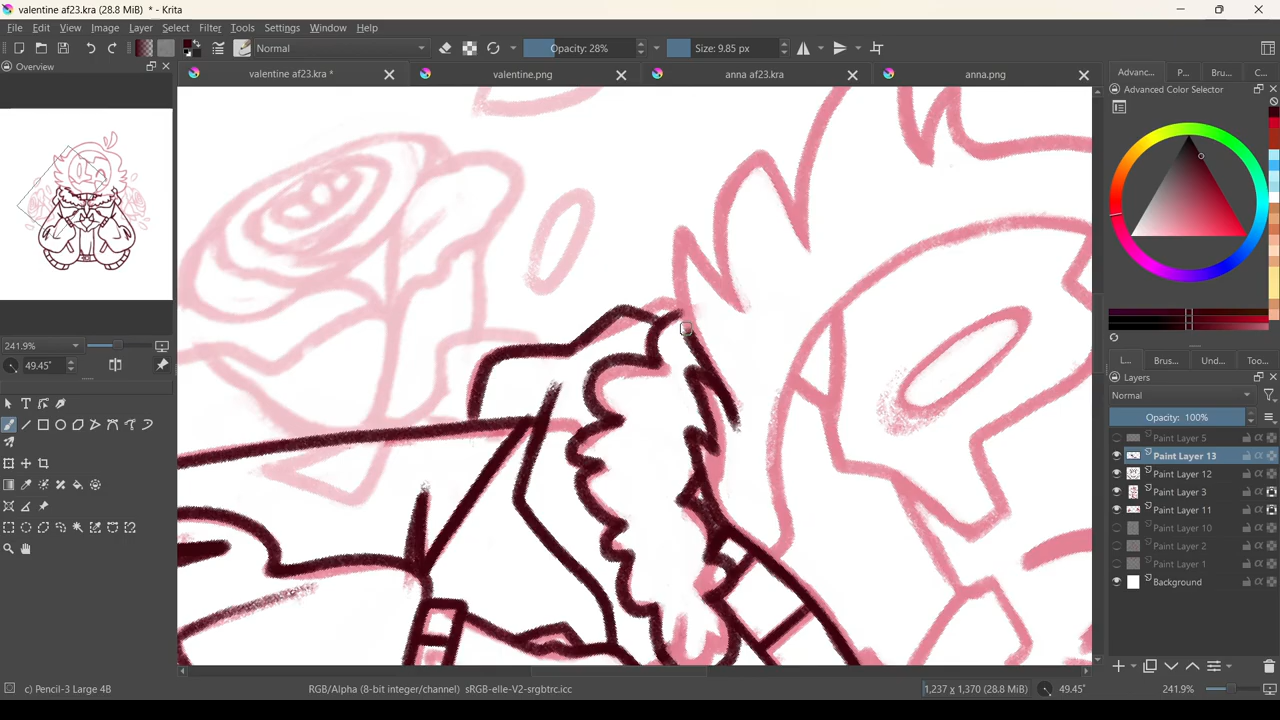 valentine af23.kra (28.8 MiB) * - Krita
File Edit View Image Layer Select Filter Tools Settings Window Help
Normal Opacity: 28% Size: 9.85 px
Overview
valentine af23.kra * valentine.png anna af23.kra anna.png
Advanc... P... Bru... C...
Advanced Color Selector
241.9%
49.45°
L... Brus... Und... Too...
Layers
Normal
Opacity: 100%
Paint Layer 5
Paint Layer 13
Paint Layer 12
Paint Layer 3
Paint Layer 11
Paint Layer 10
Paint Layer 2
Paint Layer 1
Background
c) Pencil-3 Large 4B RGB/Alpha (8-bit integer/channel) sRGB-elle-V2-srgbtrc.icc 1,237 x 1,370 (28.8 MiB) 49.45° 241.9%